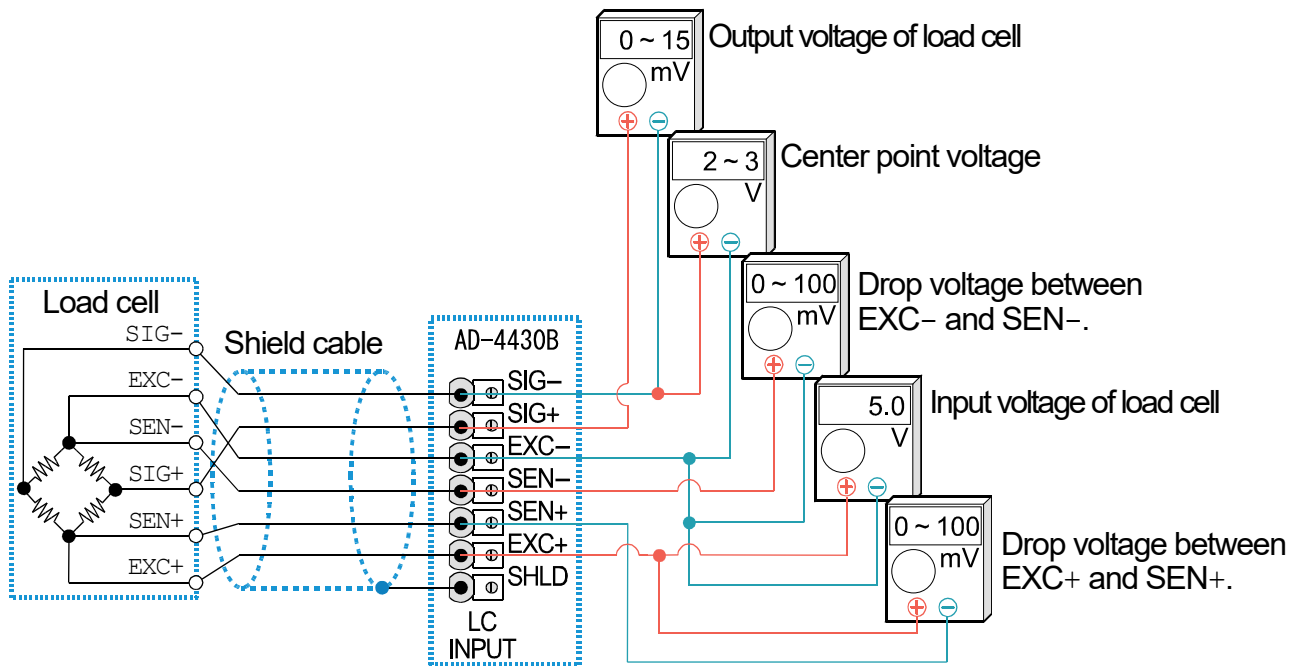 0 ~ 15
mV
Output voltage of load cell
2 ~ 3
V
Center point voltage
0 ~ 100
mV
Drop voltage between
EXC− and SEN−.
5.0
V
Input voltage of load cell
0 ~ 100
mV
Drop voltage between
EXC+ and SEN+.
Load cell
SIG-
EXC-
SEN-
SIG+
SEN+
EXC+
Shield cable
AD-4430B
SIG−
SIG+
EXC−
SEN−
SEN+
EXC+
SHLD
LC
INPUT